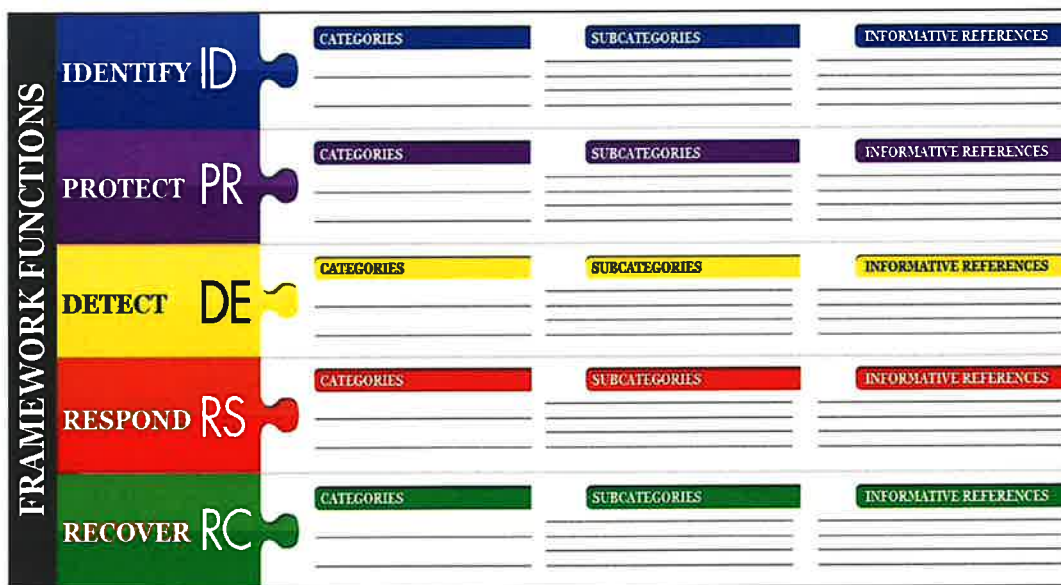 FRAMEWORK FUNCTIONS
IDENTIFY ID
CATEGORIES SUBCATEGORIES INFORMATIVE REFERENCES
PROTECT PR
CATEGORIES SUBCATEGORIES INFORMATIVE REFERENCES
DETECT DE
CATEGORIES SUBCATEGORIES INFORMATIVE REFERENCES
RESPOND RS
CATEGORIES SUBCATEGORIES INFORMATIVE REFERENCES
RECOVER RC
CATEGORIES SUBCATEGORIES INFORMATIVE REFERENCES